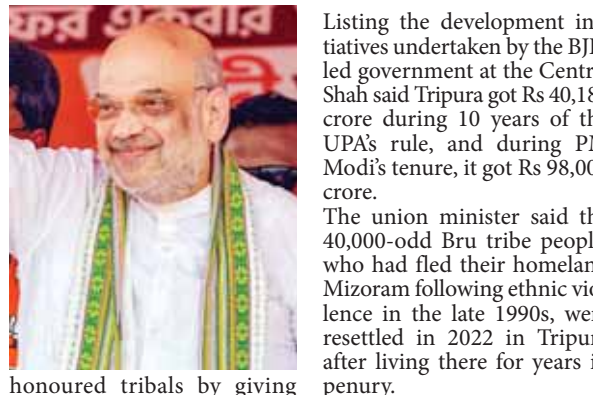 ফর একবার
honoured tribals by giving
Listing the development in
tiatives undertaken by the BJP
led government at the Centr
Shah said Tripura got Rs 40,18
crore during 10 years of th
UPA's rule, and during PM
Modi's tenure, it got Rs 98,00
crore.
The union minister said th
40,000-odd Bru tribe peopl
who had fled their homelan
Mizoram following ethnic vio
lence in the late 1990s, wer
resettled in 2022 in Tripur
after living there for years i
penury.